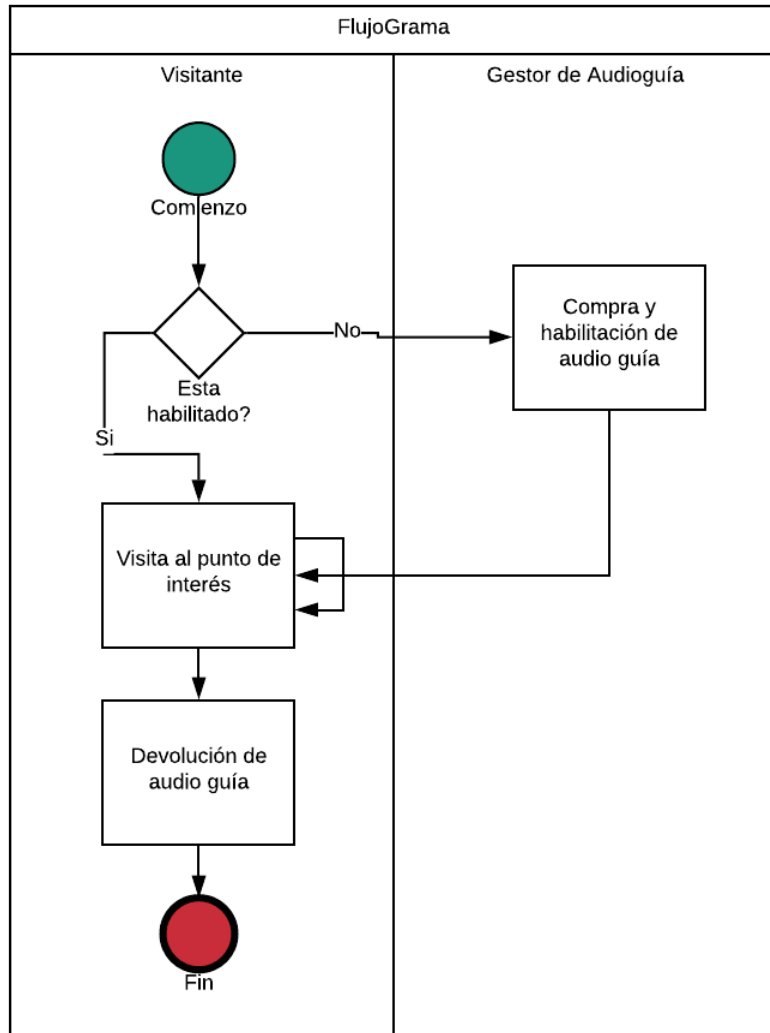 FlujoGrama
Visitante
Gestor de Audioguía
Comienzo
Compra y
habilitación de
audio guía
No
Esta
habilitado?
Si
Visita al punto de
interés
Devolución de
audio guía
Fin